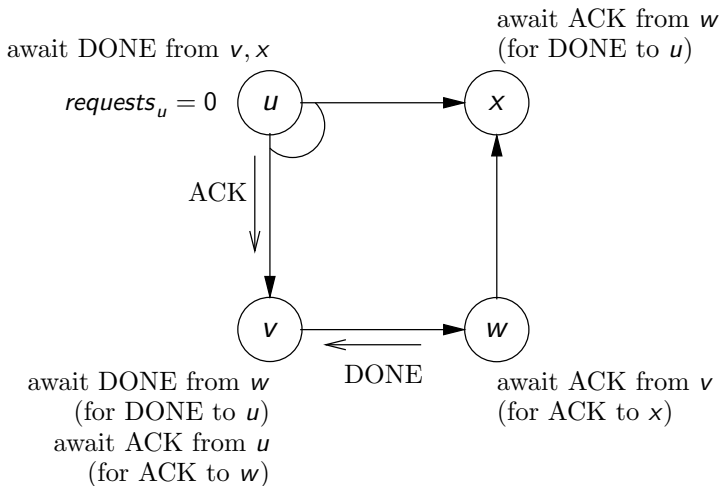 await ACK from w
await DONE from v, x
(for DONE to u)
requests_u = 0
u
x
ACK
v
w
DONE
await DONE from w
await ACK from v
(for DONE to u)
(for ACK to x)
await ACK from u
(for ACK to w)